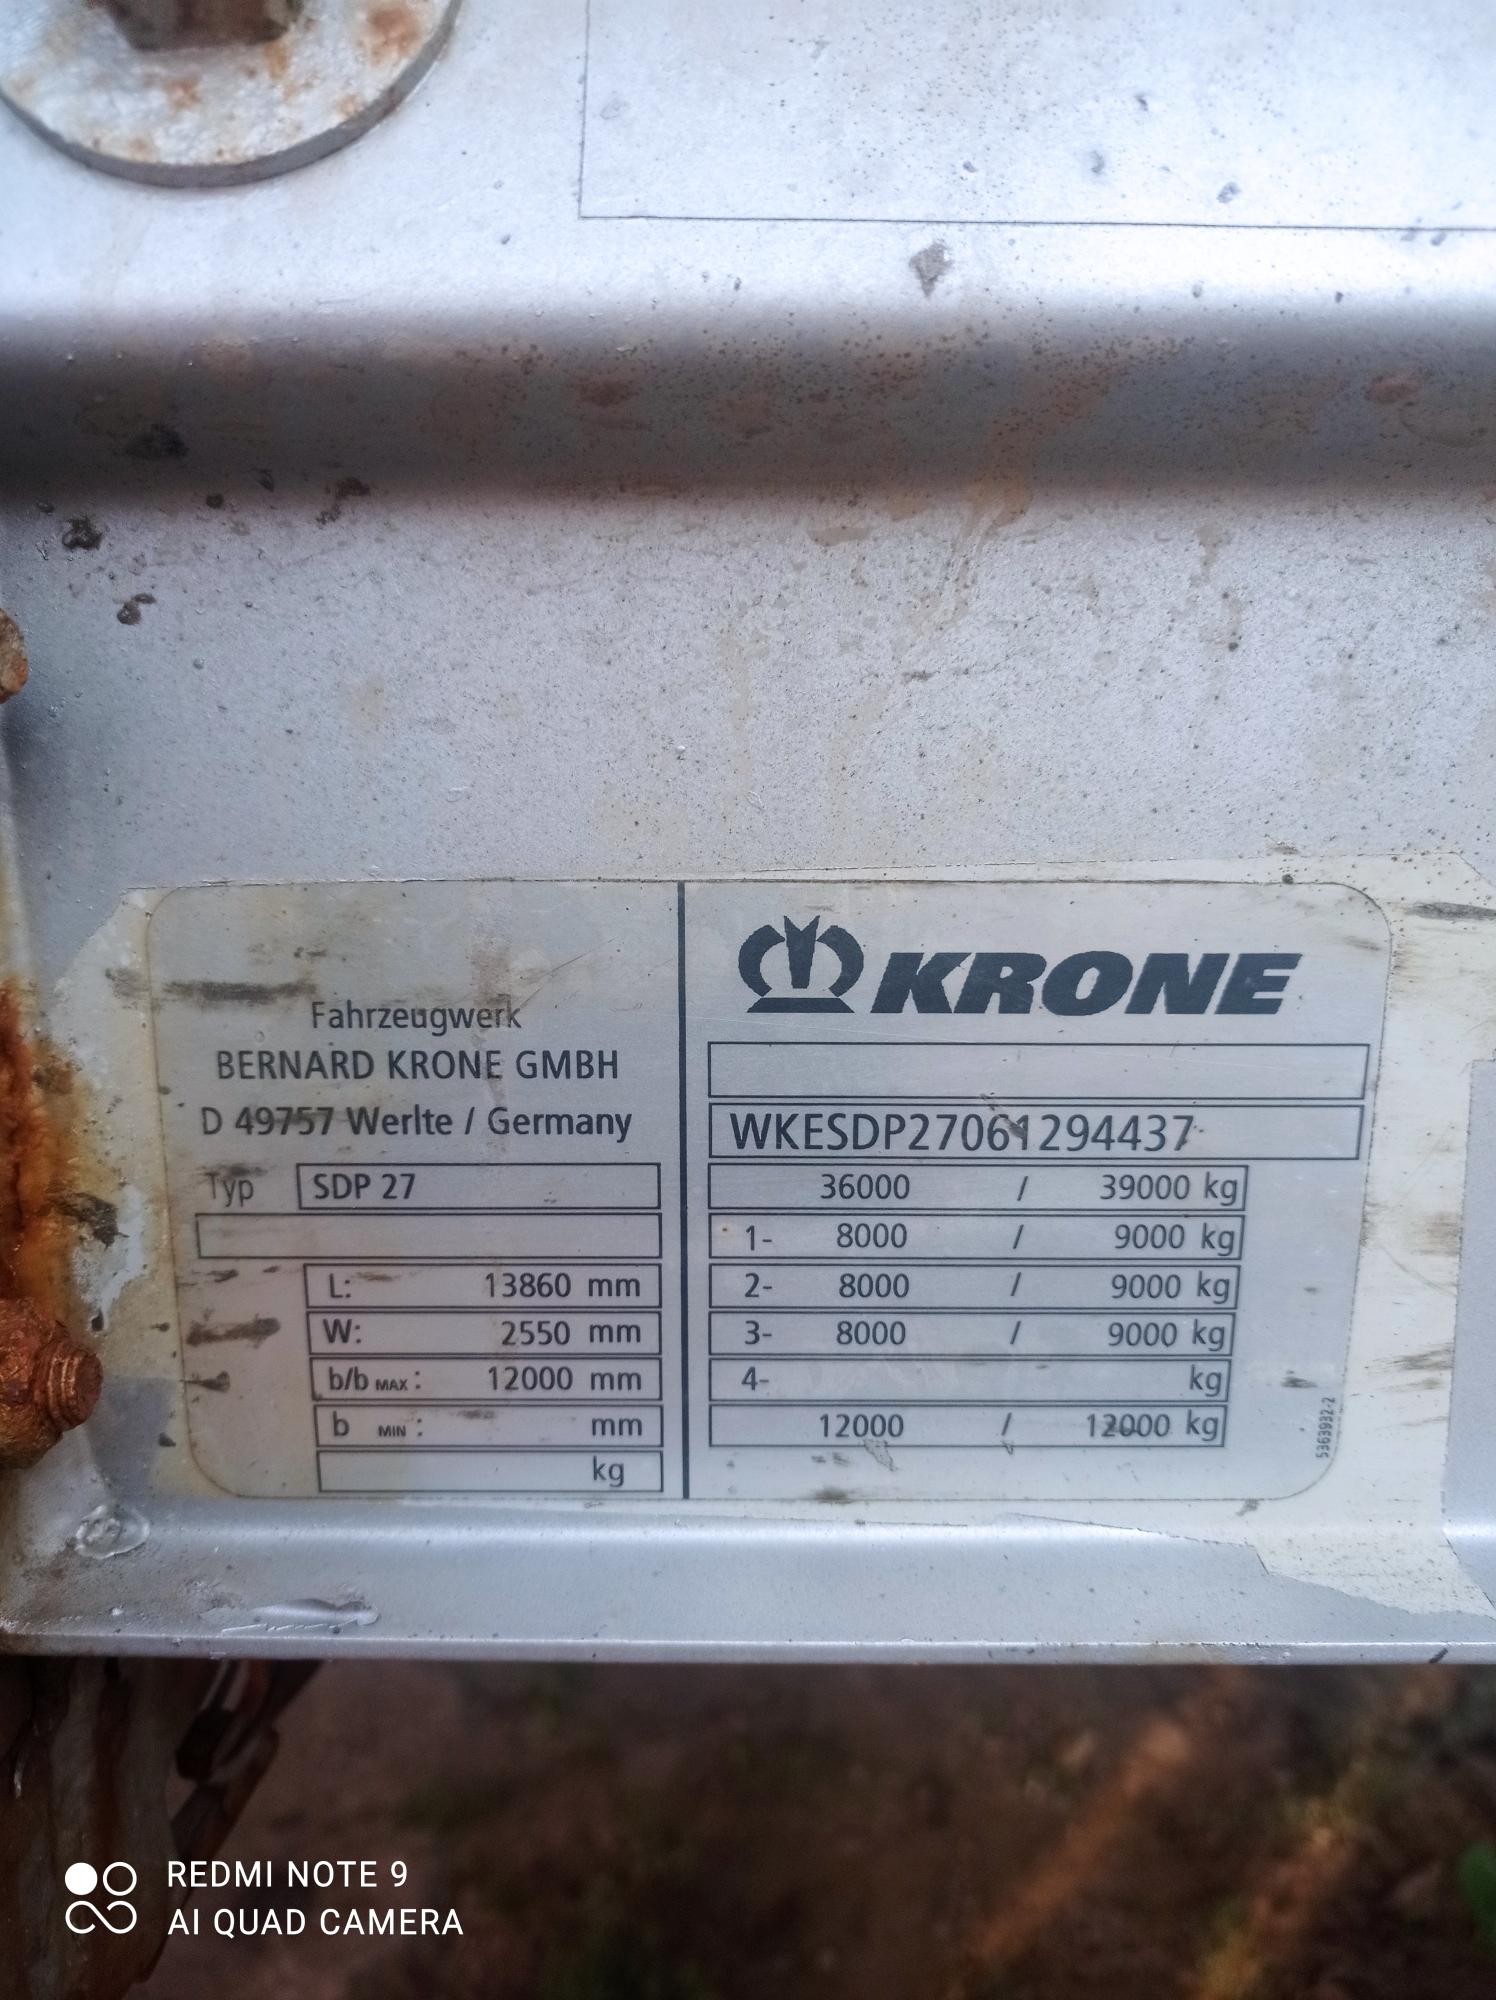 Fahrzeugwerk
BERNARD KRONE GMBH
D 49757 Werlte / Germany
Typ SDP 27
L: 13860 mm
W: 2550 mm
b/b MAX : 12000 mm
b MIN : mm
kg
KRONE
WKESDP27061294437
36000 / 39000 kg
1- 8000 / 9000 kg
2- 8000 / 9000 kg
3- 8000 / 9000 kg
4- kg
12000 / 12000 kg
5363932-2
REDMI NOTE 9
AI QUAD CAMERA